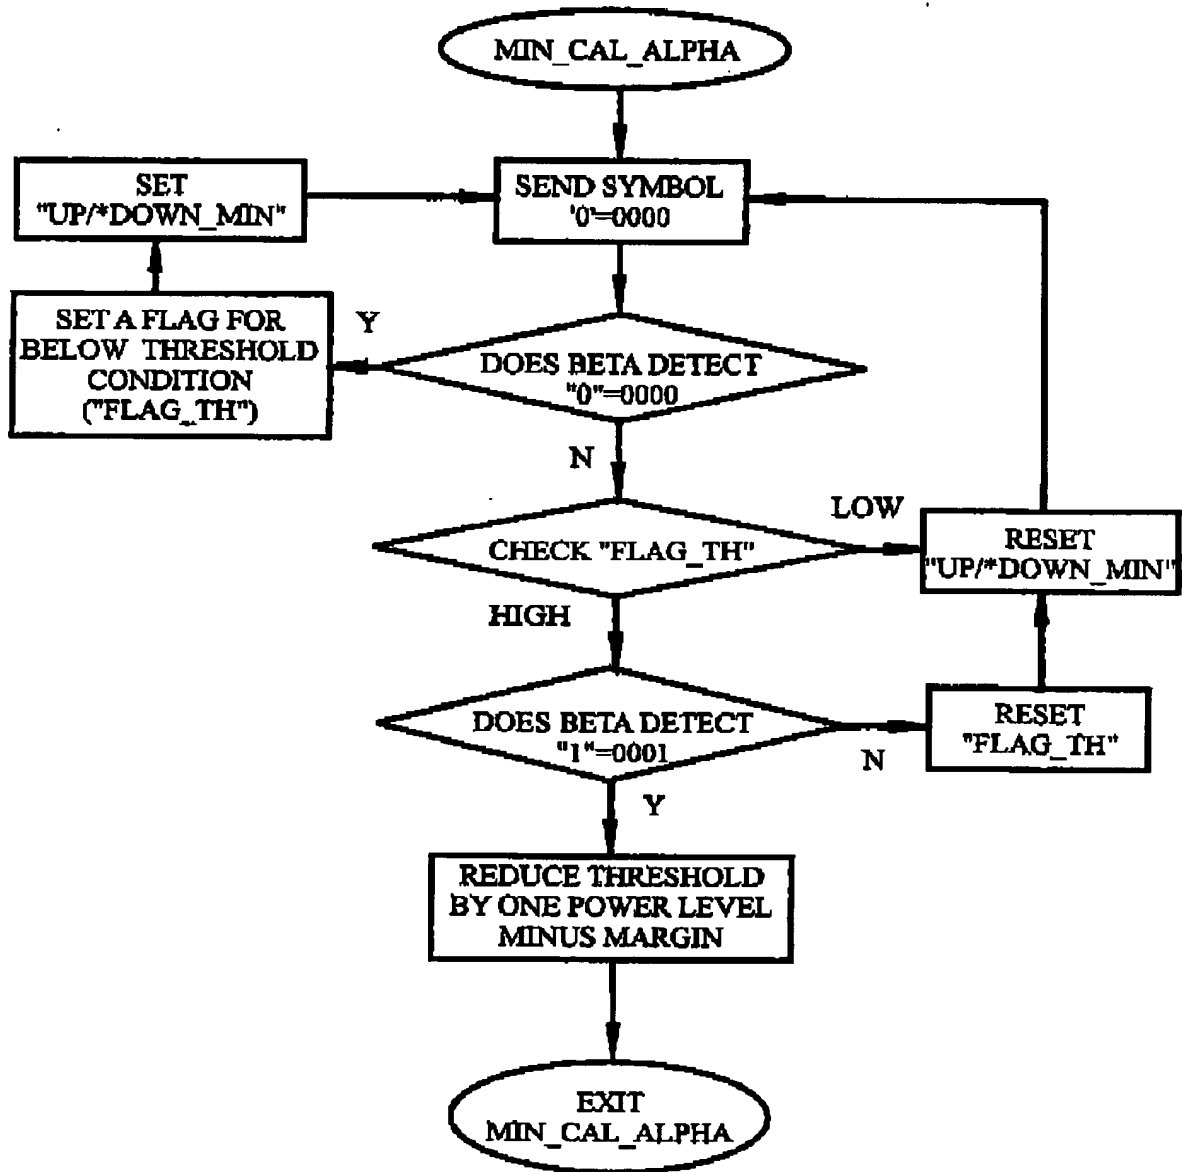 MIN_CAL_ALPHA
SEND SYMBOL
'0'=0000
SET
"UP/*DOWN_MIN"
SET A FLAG FOR
BELOW THRESHOLD
CONDITION
("FLAG_TH")
Y
DOES BETA DETECT
"0"=0000
N
CHECK "FLAG_TH"
LOW
RESET
"UP/*DOWN_MIN"
HIGH
DOES BETA DETECT
"1"=0001
N
RESET
"FLAG_TH"
Y
REDUCE THRESHOLD
BY ONE POWER LEVEL
MINUS MARGIN
EXIT
MIN_CAL_ALPHA